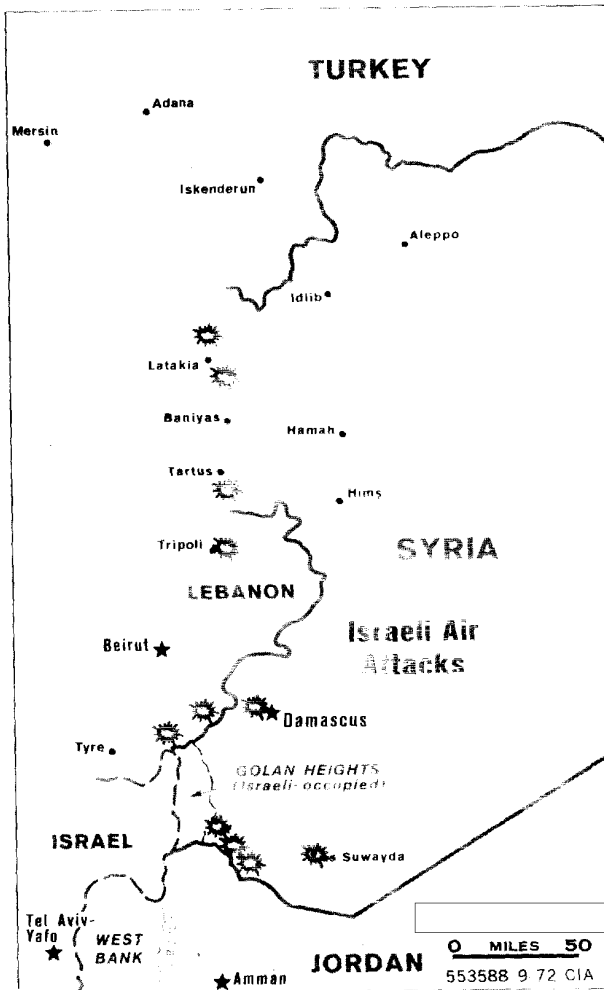 TURKEY
Adana
Mersin
Iskenderun
Aleppo
Idlib
Latakia
Baniyas
Hamah
Tartus
Hims
Tripoli
SYRIA
LEBANON
Israeli Air
Attacks
Beirut
Damascus
Tyre
GOLAN HEIGHTS
(Israeli-occupied)
ISRAEL
As Suwayda
Tel Aviv-
Yafo
WEST
BANK
JORDAN
Amman
0 MILES 50
553588 9 72 CIA